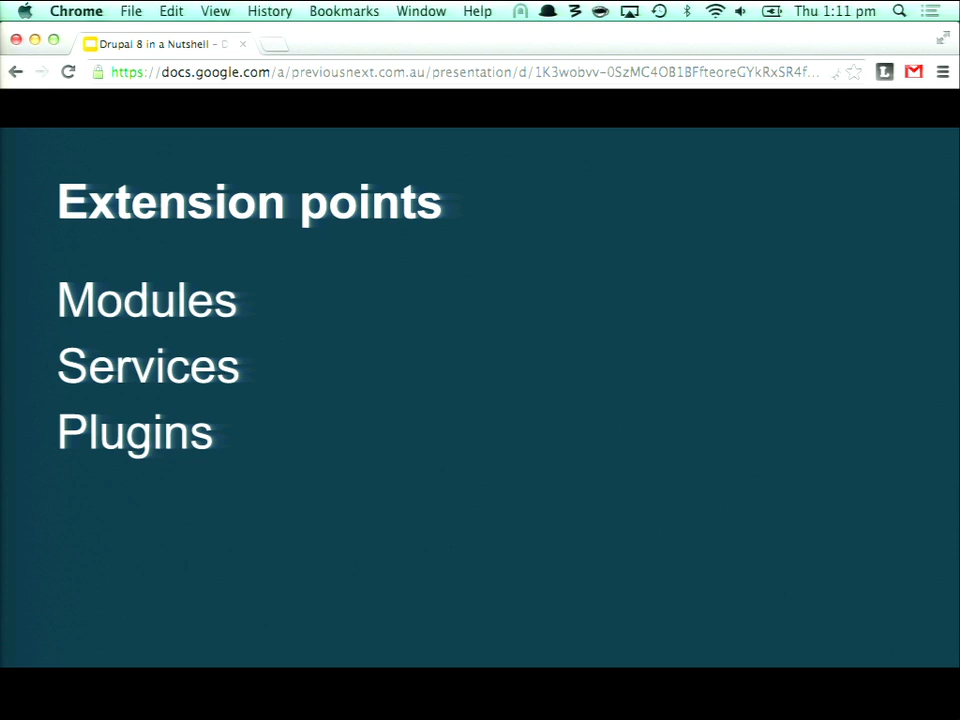 Chrome File Edit View History Bookmarks Window Help Thu 1:11 pm
Drupal 8 in a Nutshell -
https://docs.google.com/a/previousnext.com.au/presentation/d/1K3wobvv-0SzMC4OB1BFfteoreGYkRxSR4f...
Extension points
Modules
Services
Plugins